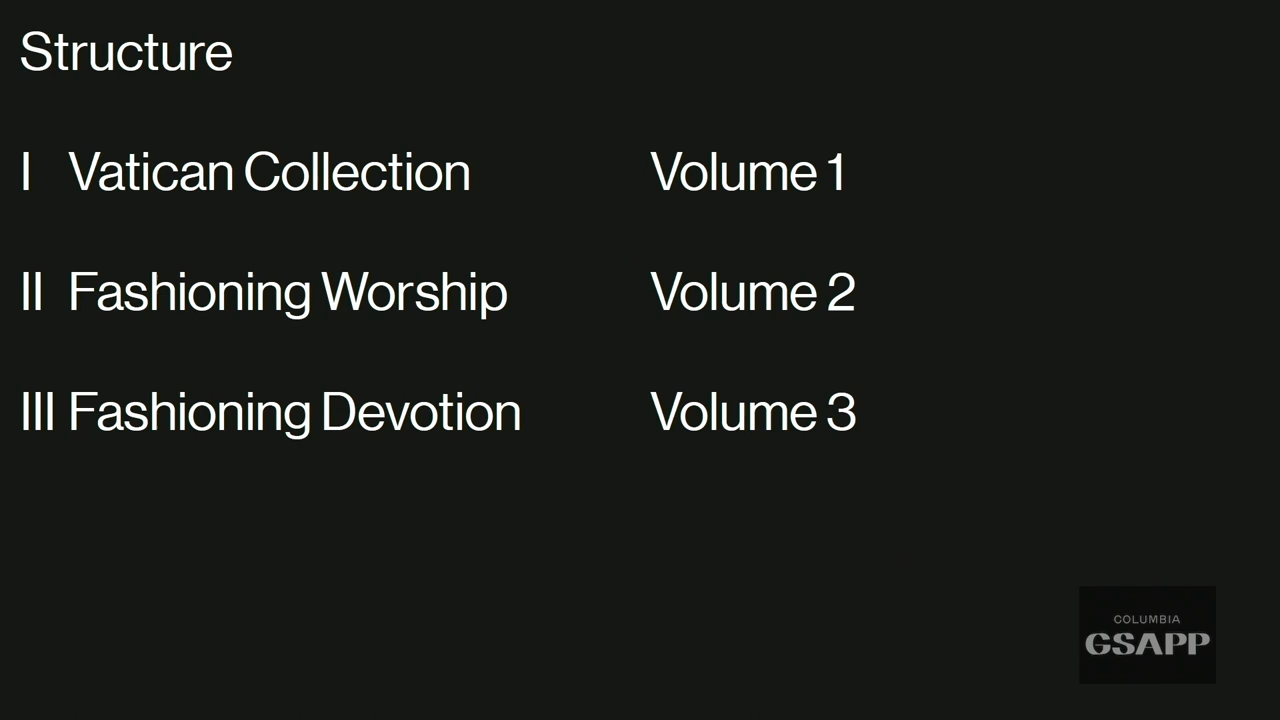 Structure
I Vatican Collection Volume 1
II Fashioning Worship Volume 2
III Fashioning Devotion Volume 3
COLUMBIA
GSAPP